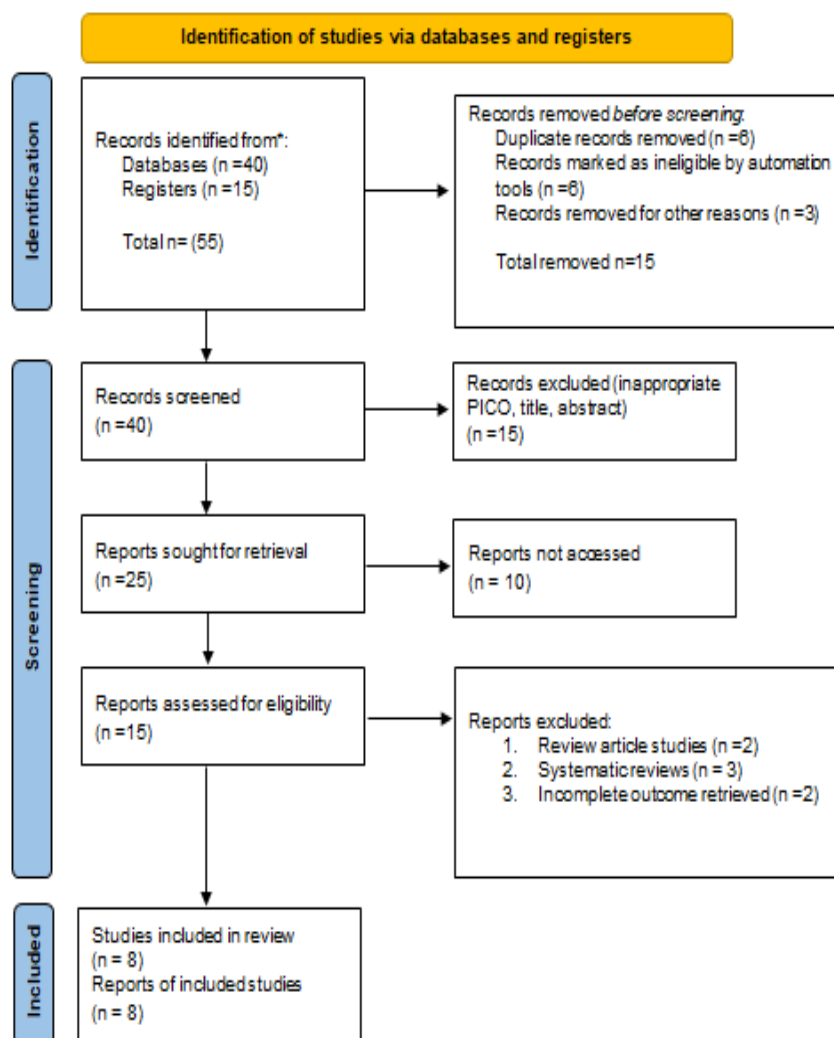 Identification of studies via databases and registers
Identification
Records identified from*:
Databases (n =40)
Registers (n =15)
Total n= (55)
Records removed before screening:
Duplicate records removed (n =6)
Records marked as ineligible by automation
tools (n =6)
Records removed for other reasons (n =3)
Total removed n=15
Screening
Records screened
(n =40)
Records excluded (inappropriate
PICO, title, abstract)
(n =15)
Reports sought for retrieval
(n =25)
Reports not accessed
(n = 10)
Reports assessed for eligibility
(n =15)
Reports excluded:
1. Review article studies (n =2)
2. Systematic reviews (n = 3)
3. Incomplete outcome retrieved (n =2)
Included
Studies included in review
(n = 8)
Reports of included studies
(n = 8)